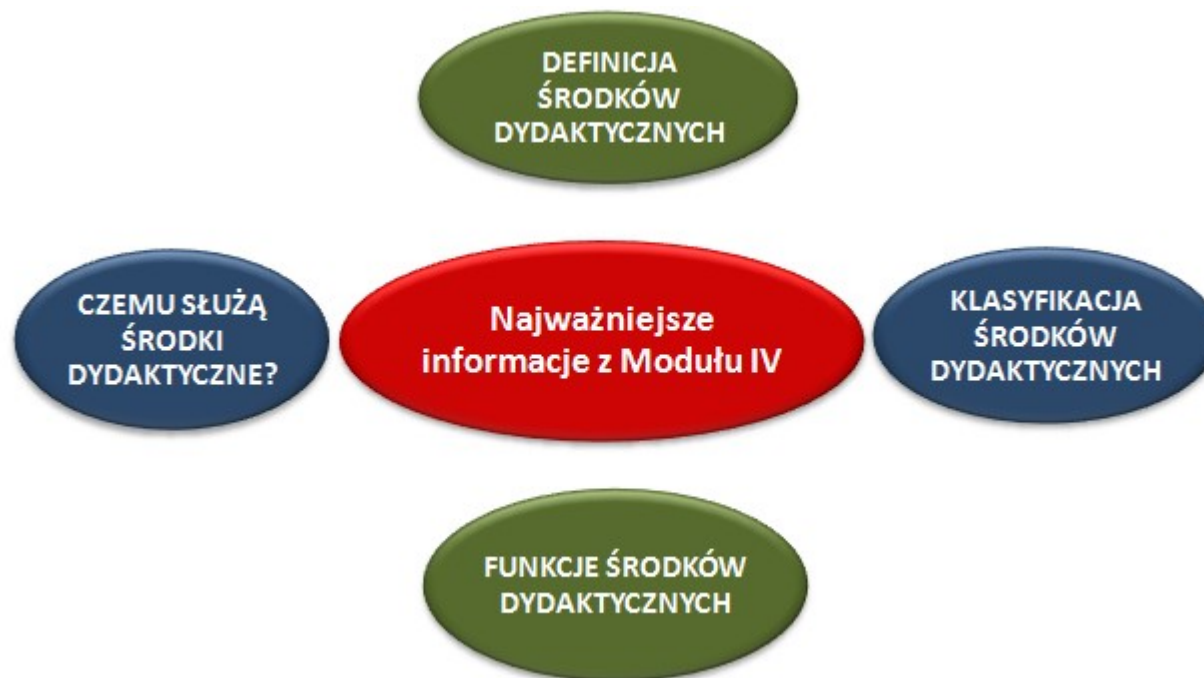 DEFINICJA
ŚRODKÓW
DYDAKTYCZNYCH
CZEMU SŁUŻĄ
ŚRODKI
DYDAKTYCZNE?
Najważniejsze
informacje z Modułu IV
KLASYFIKACJA
ŚRODKÓW
DYDAKTYCZNYCH
FUNKCJE ŚRODKÓW
DYDAKTYCZNYCH